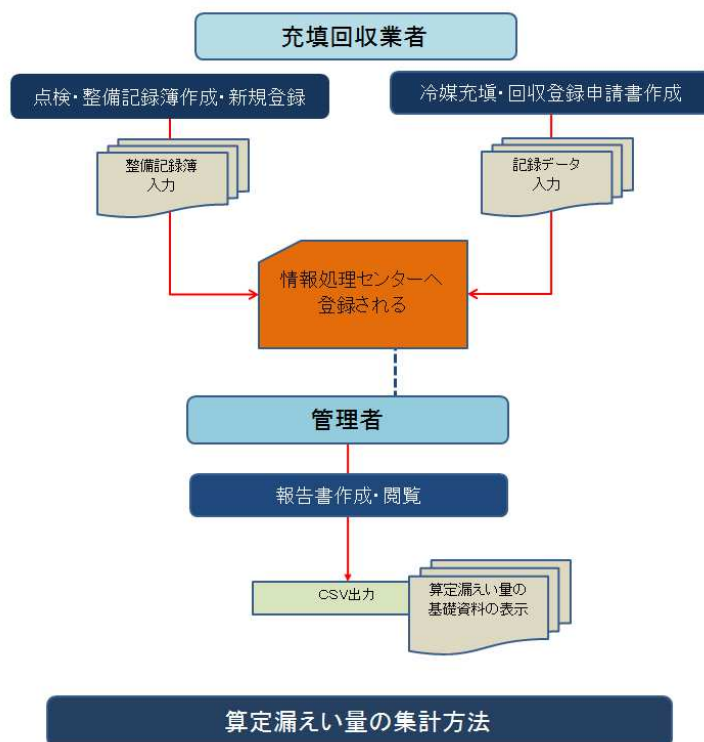 充填回収業者
点検・整備記録簿作成・新規登録
冷媒充塡・回収登録申請書作成
整備記録簿
入力
記録データ
入力
情報処理センターへ
登録される
管理者
報告書作成・閲覧
CSV出力
算定漏えい量の
基礎資料の表示
算定漏えい量の集計方法